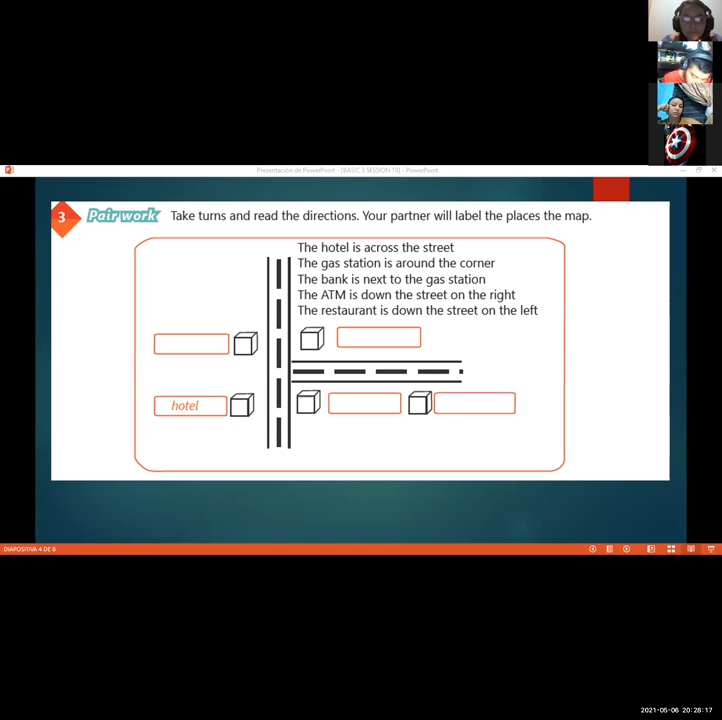 Presentación de PowerPoint - [BASIC 3 SESSION 18] - PowerPoint
3 Pair work Take turns and read the directions. Your partner will label the places the map.
The hotel is across the street
The gas station is around the corner
The bank is next to the gas station
The ATM is down the street on the right
The restaurant is down the street on the left
hotel
DIAPOSITIVA 4 DE 8
2021-05-06 20:28:17